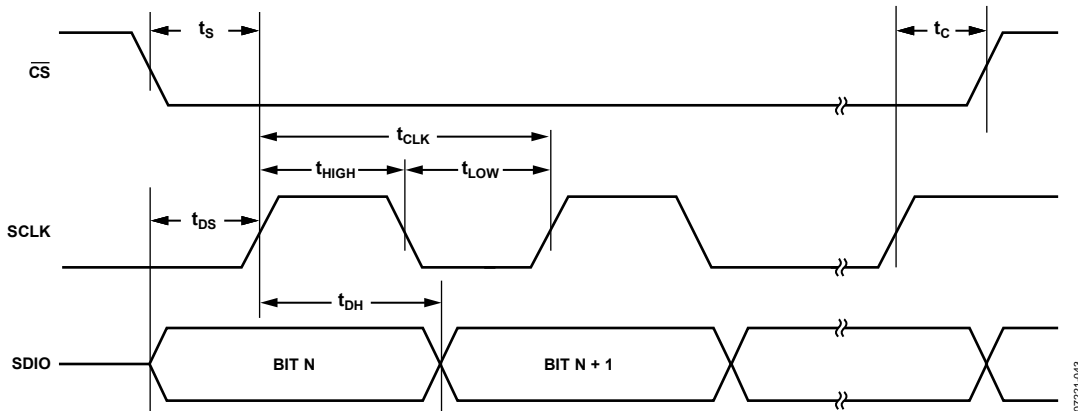 tS
tC
CS
tCLK
tHIGH
tLOW
tDS
SCLK
tDH
SDIO
BIT N
BIT N + 1
07221-043